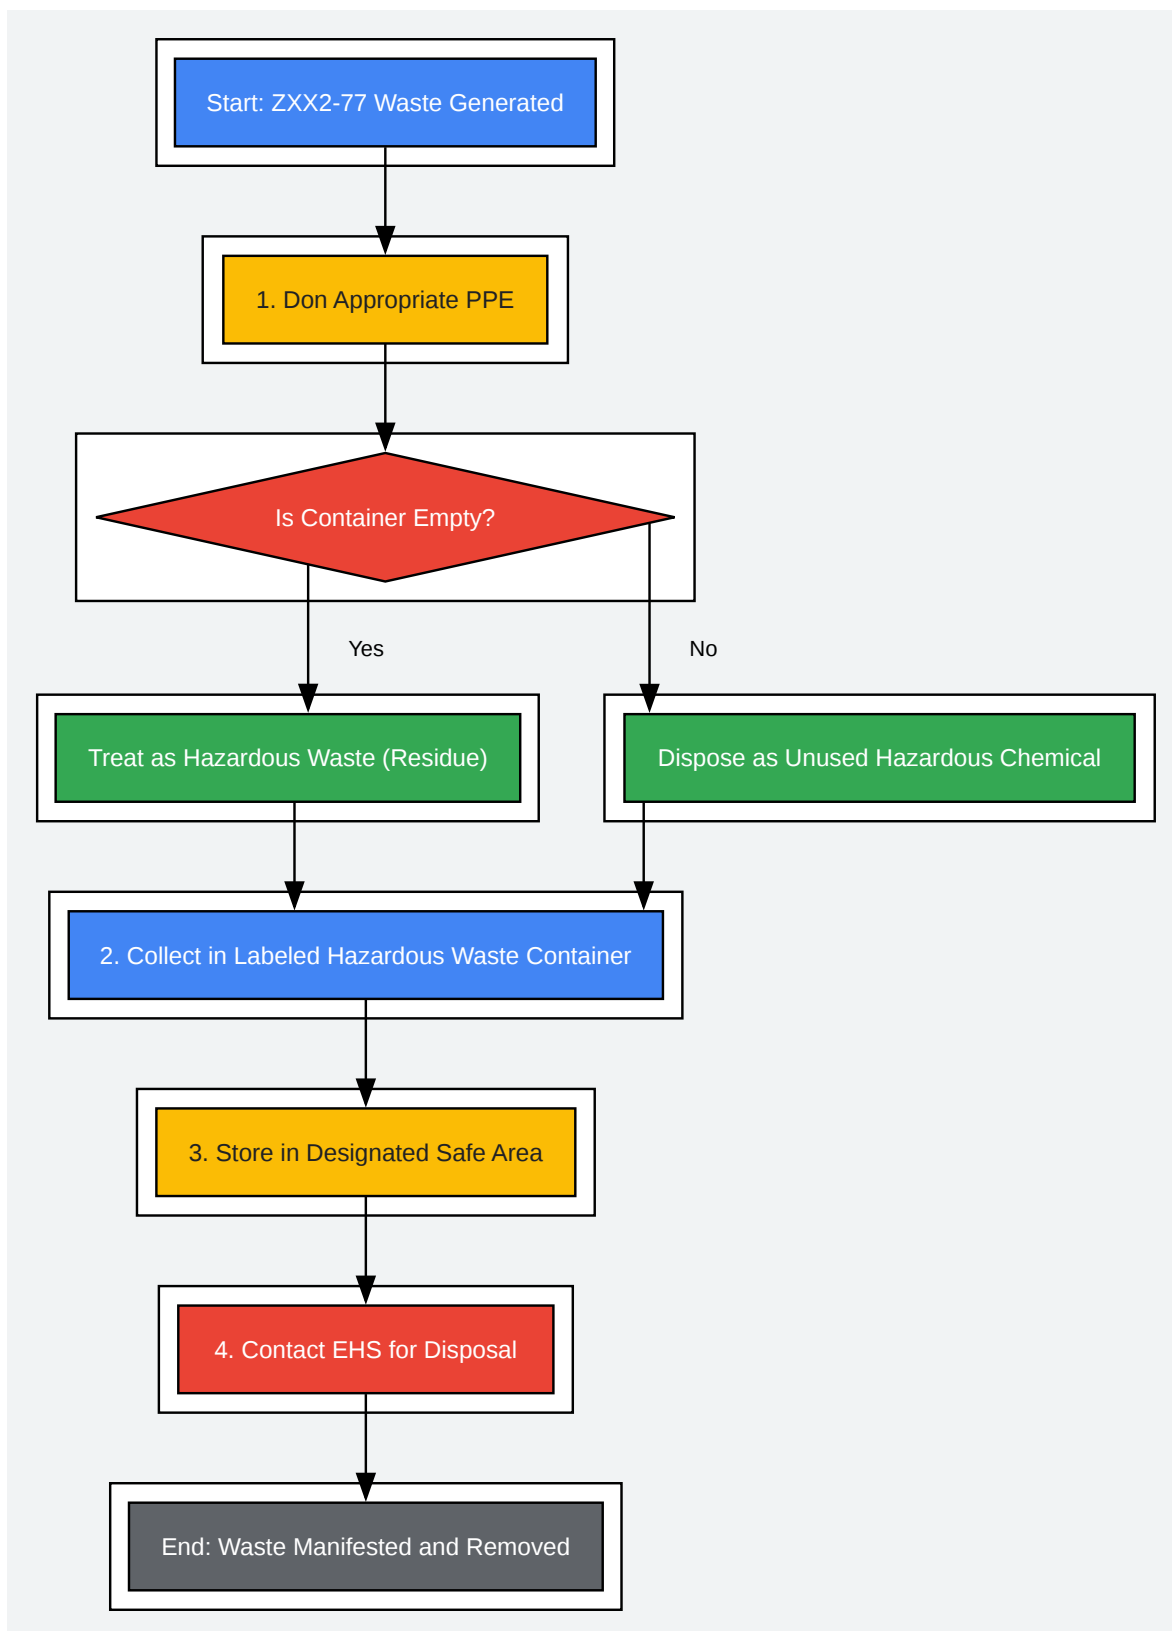 Start: ZXX2-77 Waste Generated
1. Don Appropriate PPE
Is Container Empty?
Yes
No
Treat as Hazardous Waste (Residue)
Dispose as Unused Hazardous Chemical
2. Collect in Labeled Hazardous Waste Container
3. Store in Designated Safe Area
4. Contact EHS for Disposal
End: Waste Manifested and Removed